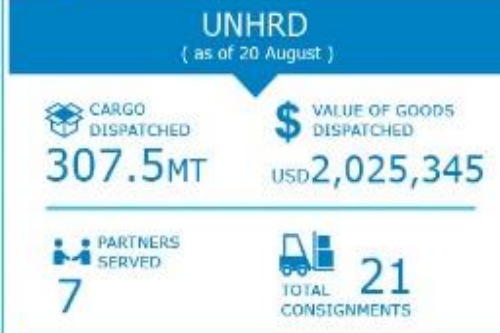 UNHRD
( as of 20 August )
CARGO
DISPATCHED
307.5MT
$ VALUE OF GOODS
DISPATCHED
USD2,025,345
PARTNERS
SERVED
7
TOTAL 21
CONSIGNMENTS